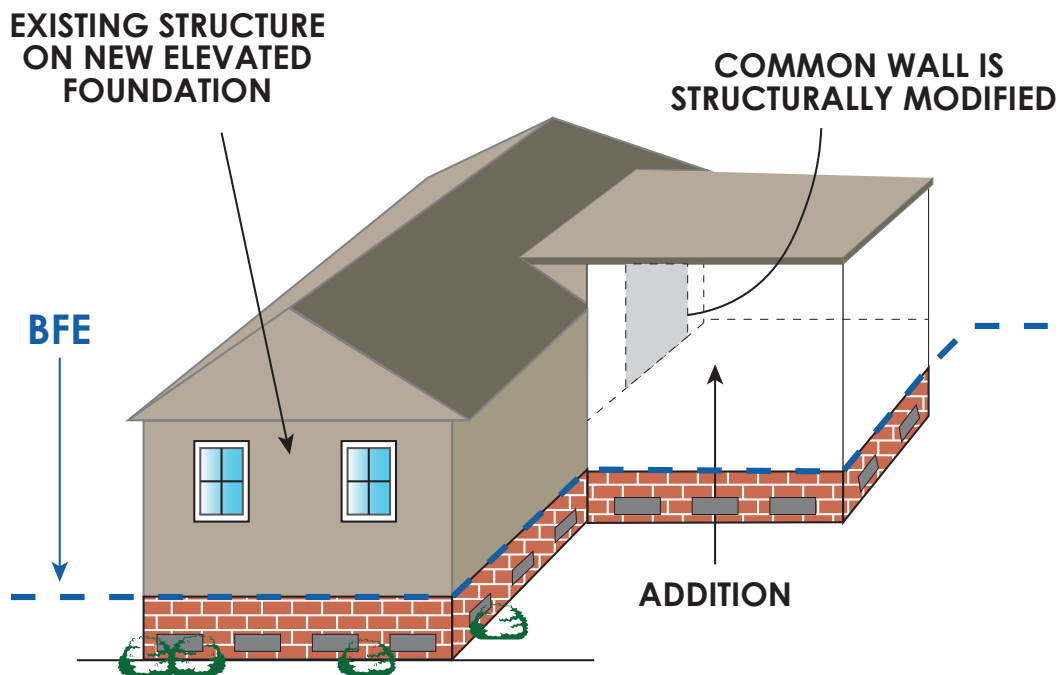 EXISTING STRUCTURE
ON NEW ELEVATED
FOUNDATION
COMMON WALL IS
STRUCTURALLY MODIFIED
BFE
ADDITION